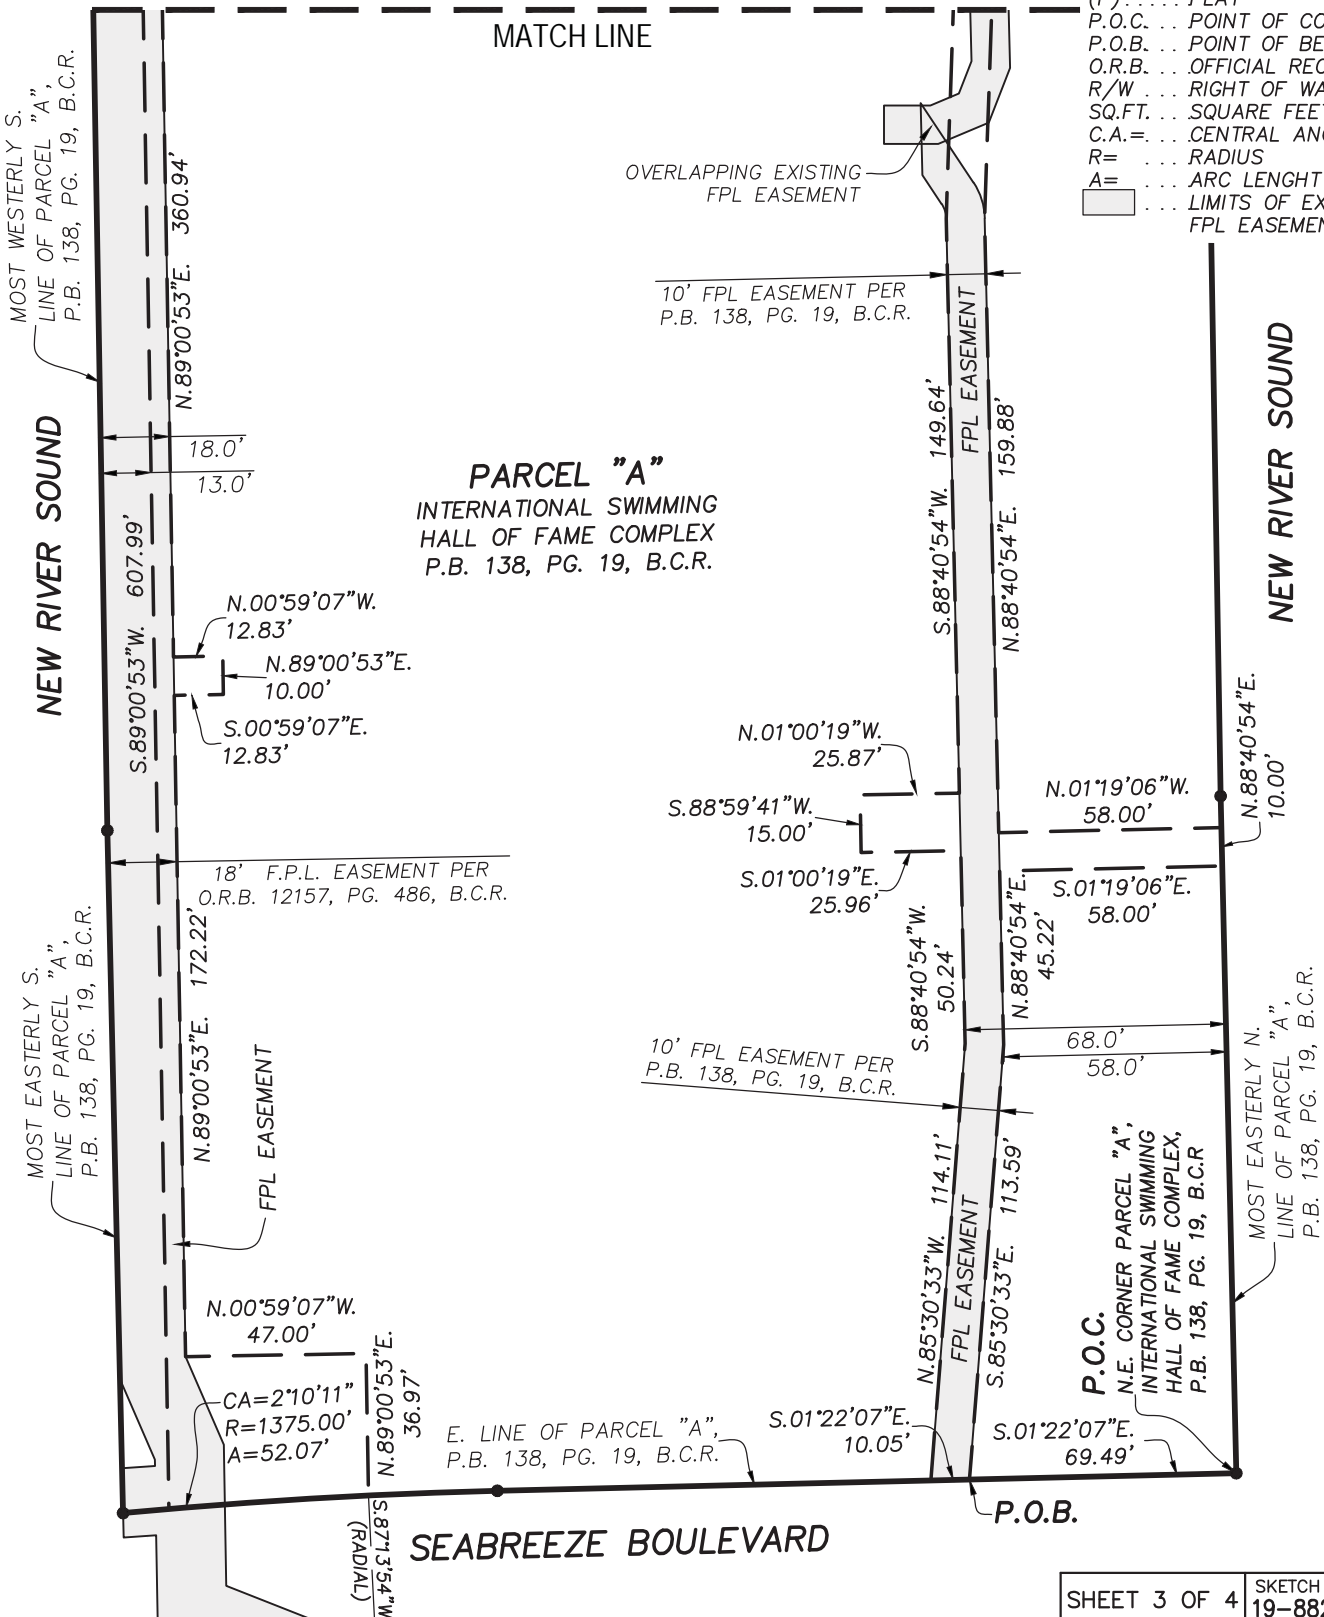 MATCH LINE
(P) . . . . . PLAT
P.O.C. . . . POINT OF CO
P.O.B. . . . POINT OF BE
O.R.B. . . . OFFICIAL REC
R/W . . . RIGHT OF WA
SQ.FT. . . . SQUARE FEET
C.A.= . . . CENTRAL ANG
R= . . . RADIUS
A= . . . ARC LENGHT
. . . LIMITS OF EX
FPL EASEMEN
MOST WESTERLY S.
LINE OF PARCEL "A",
P.B. 138, PG. 19, B.C.R.
N.89°00'53"E. 360.94'
OVERLAPPING EXISTING
FPL EASEMENT
10' FPL EASEMENT PER
P.B. 138, PG. 19, B.C.R.
FPL EASEMENT
NEW RIVER SOUND
NEW RIVER SOUND
18.0'
13.0'
PARCEL "A"
INTERNATIONAL SWIMMING
HALL OF FAME COMPLEX
P.B. 138, PG. 19, B.C.R.
S.88°40'54"W. 149.64'
N.88°40'54"E. 159.88'
S.89°00'53"W. 607.99'
N.00°59'07"W.
12.83'
N.89°00'53"E.
10.00'
S.00°59'07"E.
12.83'
N.01°00'19"W.
25.87'
S.88°59'41"W.
15.00'
S.01°00'19"E.
25.96'
N.01°19'06"W.
58.00'
N.88°40'54"E.
10.00'
S.01°19'06"E.
58.00'
18' F.P.L. EASEMENT PER
O.R.B. 12157, PG. 486, B.C.R.
N.89°00'53"E. 172.22'
S.88°40'54"W.
50.24'
N.88°40'54"E.
45.22'
68.0'
58.0'
MOST EASTERLY S.
LINE OF PARCEL "A",
P.B. 138, PG. 19, B.C.R.
FPL EASEMENT
10' FPL EASEMENT PER
P.B. 138, PG. 19, B.C.R.
N.85°30'33"W. 114.11'
FPL EASEMENT
S.85°30'33"E. 113.59'
P.O.C.
N.E. CORNER PARCEL "A",
INTERNATIONAL SWIMMING
HALL OF FAME COMPLEX,
P.B. 138, PG. 19, B.C.R
MOST EASTERLY N.
LINE OF PARCEL "A",
P.B. 138, PG. 19, B.C.R.
N.00°59'07"W.
47.00'
CA=2°10'11"
R=1375.00'
A=52.07'
N.89°00'53"E.
36.97'
E. LINE OF PARCEL "A",
P.B. 138, PG. 19, B.C.R.
S.01°22'07"E.
10.05'
S.01°22'07"E.
69.49'
P.O.B.
S.87°13'54"W
(RADIAL)
SEABREEZE BOULEVARD
SHEET 3 OF 4
SKETCH
19-882